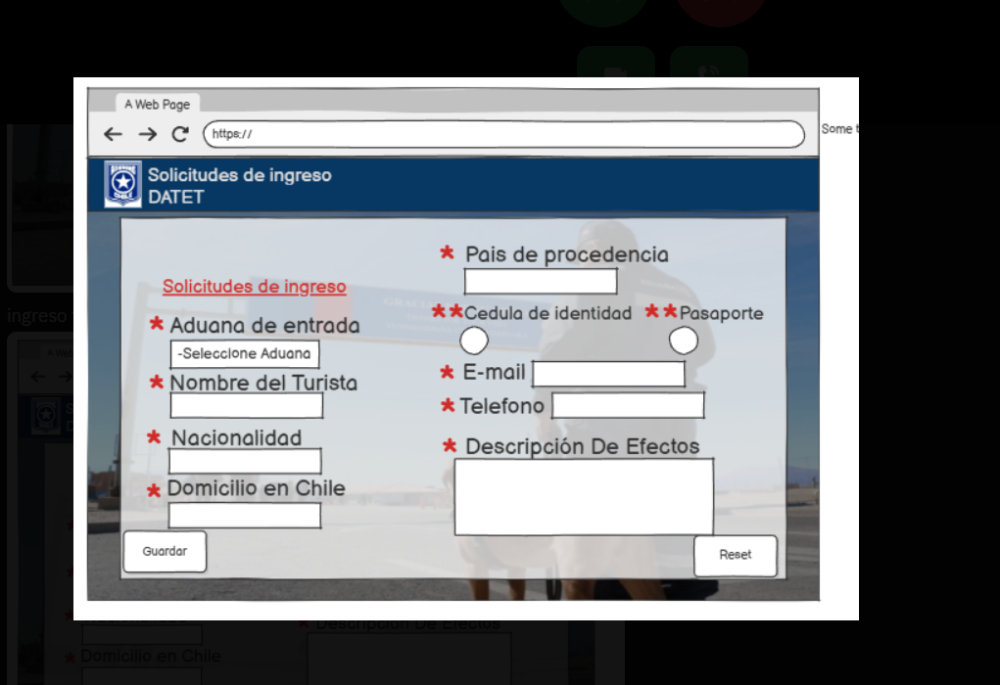 A Web Page
https://
Some t
Solicitudes de ingreso
DATET
Solicitudes de ingreso
* Aduana de entrada
-Seleccione Aduana
* Nombre del Turista
* Nacionalidad
* Domicilio en Chile
Guardar
* Pais de procedencia
**Cedula de identidad **Pasaporte
* E-mail
* Telefono
* Descripción De Efectos
Reset
ingreso
Descripcion De Efectos
* Domicilio en Chile